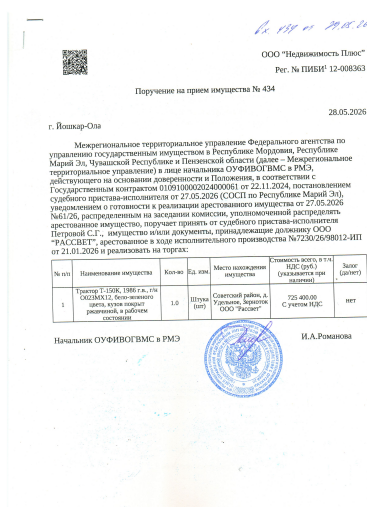 вх 459 от 29.05.26
ООО "Недвижимость Плюс"
Рег. № ПИБИ¹ 12-008363
Поручение на прием имущества № 434
28.05.2026
г. Йошкар-Ола
Межрегиональное территориальное управление Федерального агентства по
управлению государственным имуществом в Республике Мордовия, Республике
Марий Эл, Чувашской Республике и Пензенской области (далее – Межрегиональное
территориальное управление) в лице начальника ОУФИВОГВМС в РМЭ,
действующего на основании доверенности и Положения, в соответствии с
Государственным контрактом 0109100002024000061 от 22.11.2024, постановлением
судебного пристава-исполнителя от 27.05.2026 (СОСП по Республике Марий Эл),
уведомлением о готовности к реализации арестованного имущества от 27.05.2026
№61/26, распределенным на заседании комиссии, уполномоченной распределять
арестованное имущество, поручает принять от судебного пристава-исполнителя
Петровой С.Г., имущество и/или документы, принадлежащие должнику ООО
"РАССВЕТ", арестованное в ходе исполнительного производства №7230/26/98012-ИП
от 21.01.2026 и реализовать на торгах:
№ п/п Наименование имущества Кол-во Ед. изм. Место нахождения имущества Стоимость всего, в т.ч. НДС (руб.) (указывается при наличии) Залог (да/нет)
1 Трактор Т-150К, 1986 г.в., г/н О023МХ12, бело-зеленого цвета, кузов покрыт ржавчиной, в рабочем состоянии 1.0 Штука (шт) Советский район, д. Удельное, Зерноток ООО "Рассвет" 725 400.00 С учетом НДС нет
Начальник ОУФИВОГВМС в РМЭ И.А.Романова